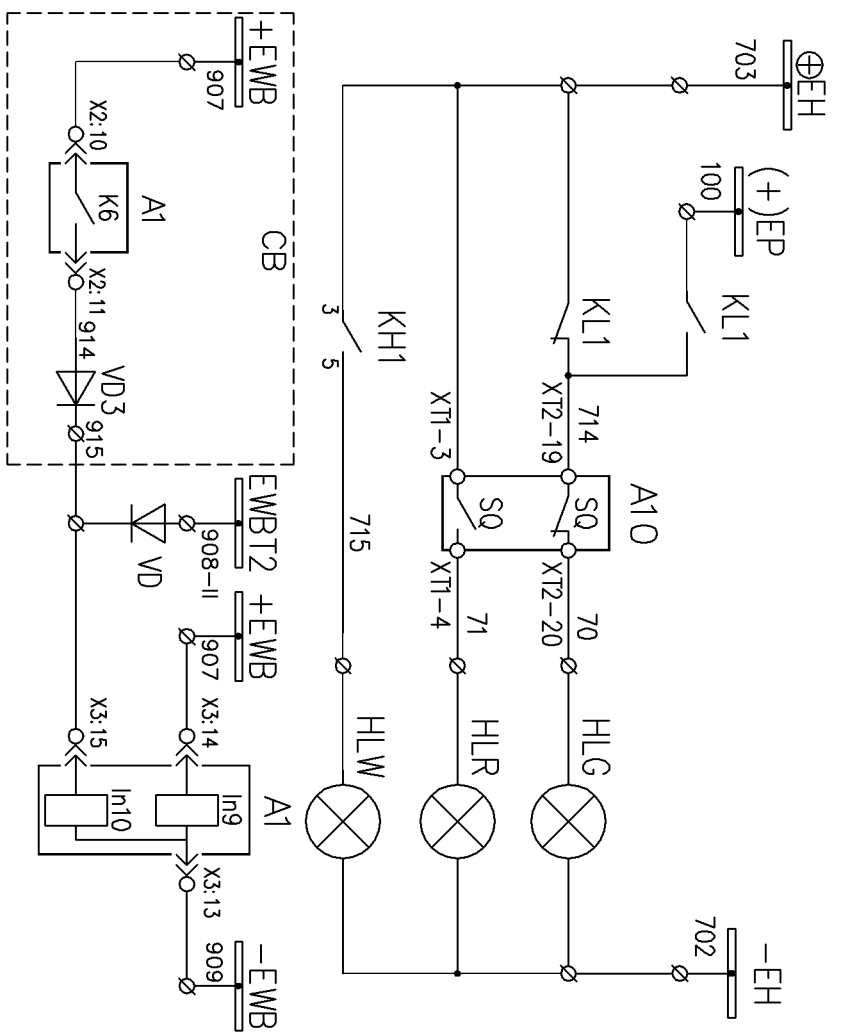 ⊕EH
703
(+)EP
100
KL1
KL1
714
XT2-19
XT1-3
A10
SQ
SQ
XT2-20
70
XT1-4
71
HLG
HLR
HLW
KH1
3
5
715
702
-EH
+EWB
907
X2:10
A1
K6
X2:11
914
CB
VD3
915
EWBT2
908-II
VD
+EWB
907
X3:14
X3:15
A1
In9
In10
X3:13
909
-EWB